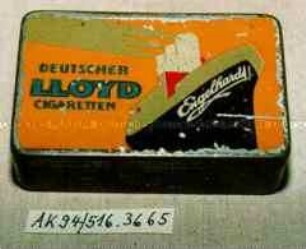 DEUTSCHER
LLOYD
CIGARETTEN
Engelhardt
AK94/516.3665